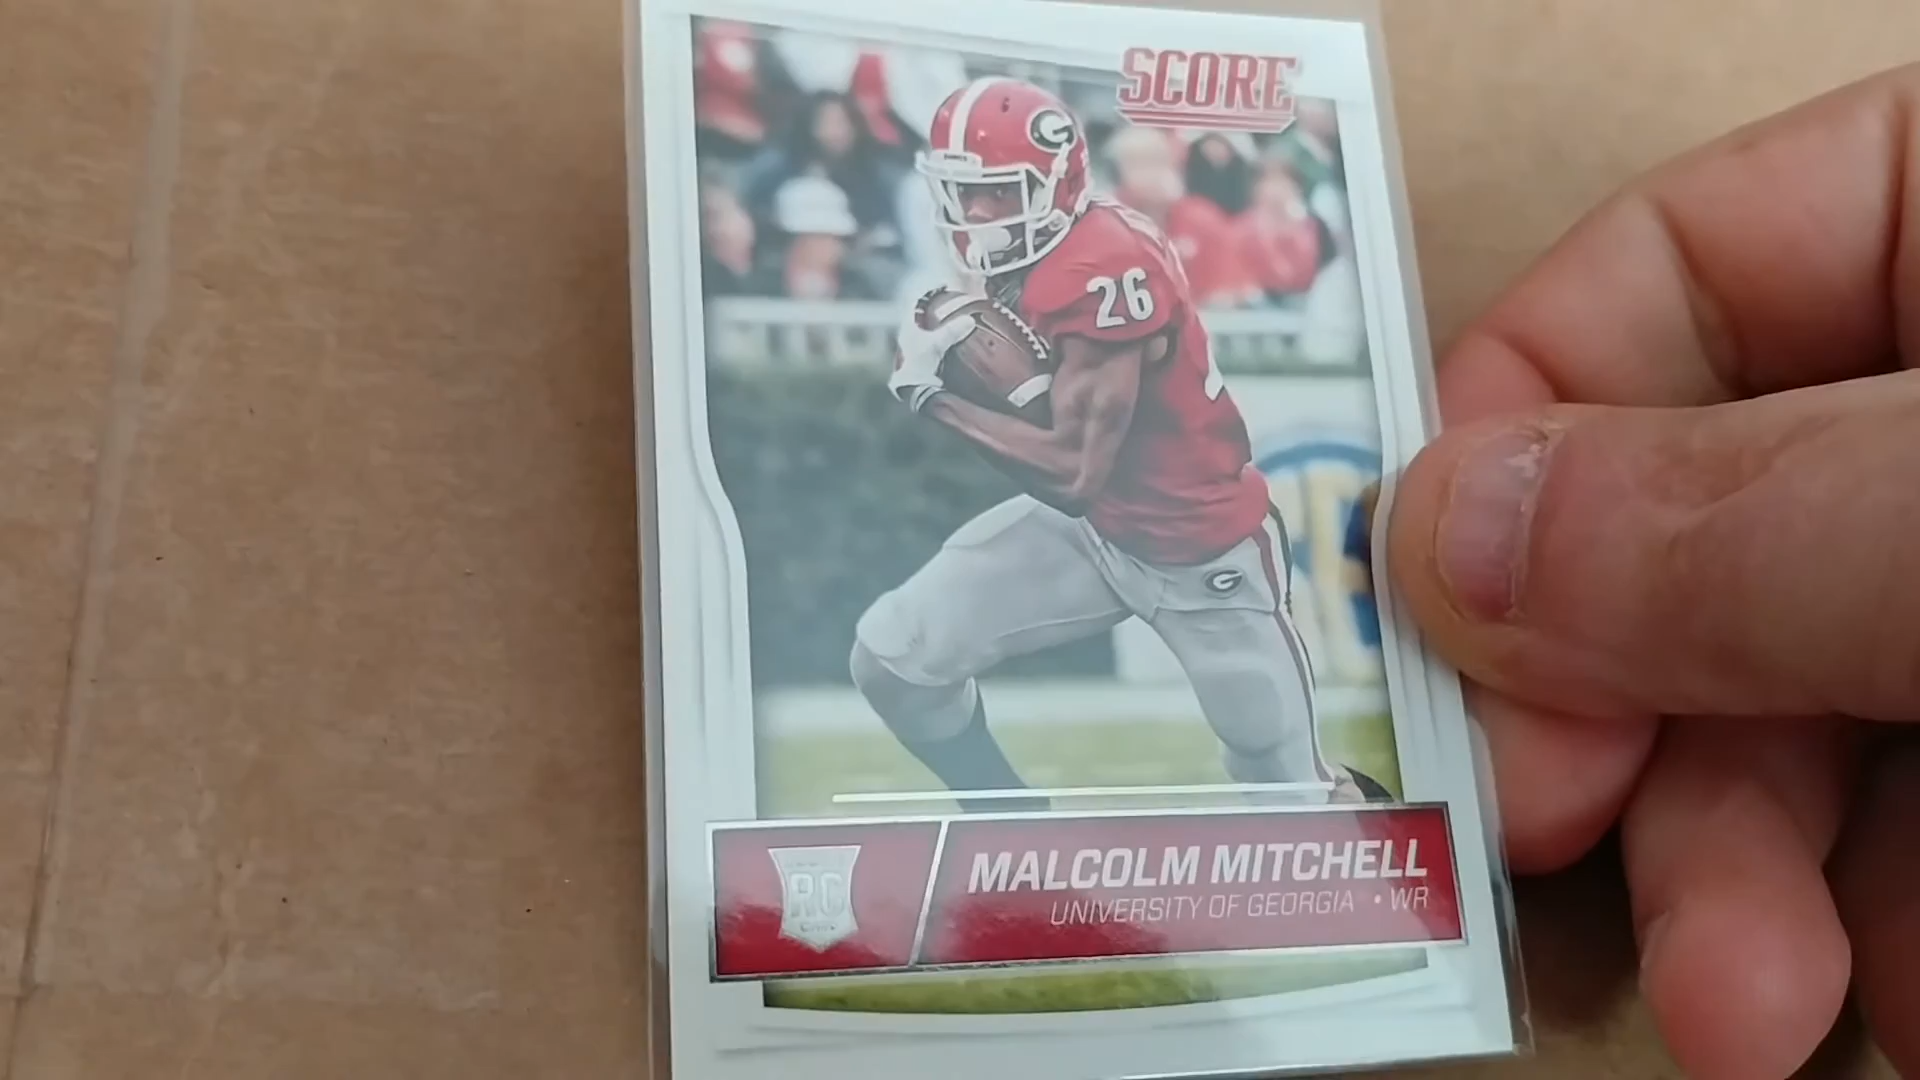 SCORE
G
26
G
RC
MALCOLM MITCHELL
UNIVERSITY OF GEORGIA • WR